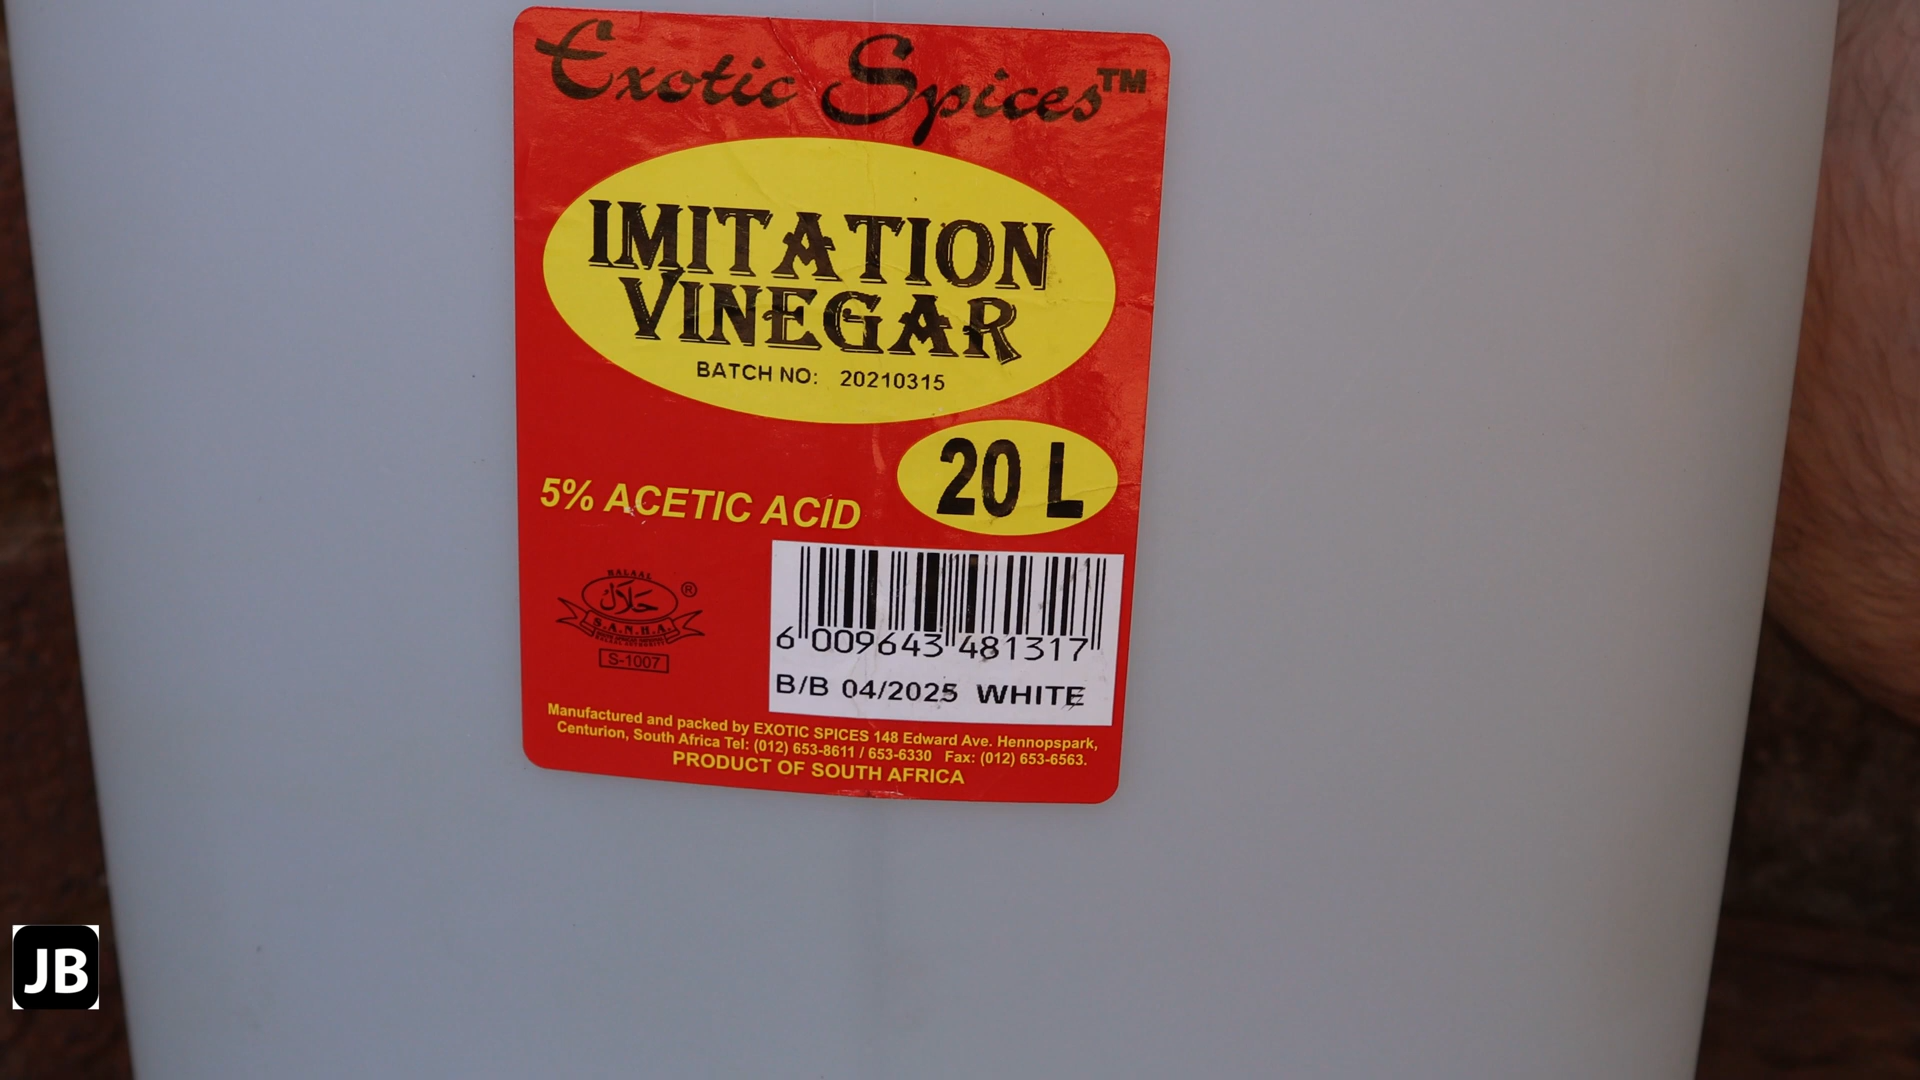 Exotic Spices™
IMITATION
VINEGAR
BATCH NO: 20210315
20 L
5% ACETIC ACID
HALAAL
حلال
®
S.A.N.H.A.
S-1007
6 009643 481317
B/B 04/2025 WHITE
Manufactured and packed by EXOTIC SPICES 148 Edward Ave. Hennopspark,
Centurion, South Africa Tel: (012) 653-8611 / 653-6330 Fax: (012) 653-6563.
PRODUCT OF SOUTH AFRICA
JB